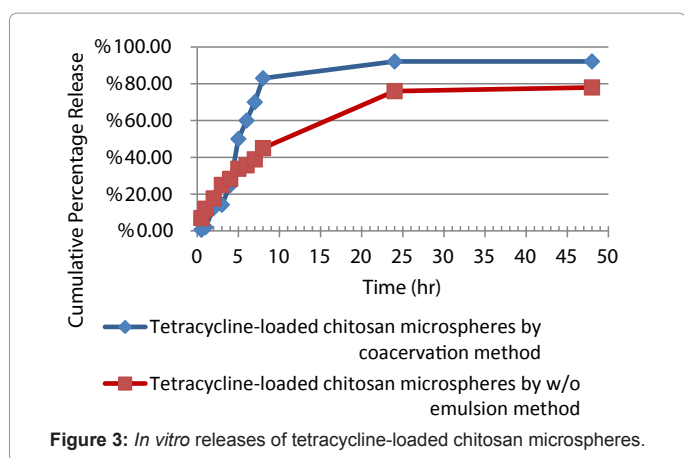 %100.00
%80.00
%60.00
%40.00
%20.00
%0.00
Cumulative Percentage Release
0 5 10 15 20 25 30 35 40 45 50
Time (hr)
Tetracycline-loaded chitosan microspheres by
coacervation method
Tetracycline-loaded chitosan microspheres by w/o
emulsion method
Figure 3: In vitro releases of tetracycline-loaded chitosan microspheres.